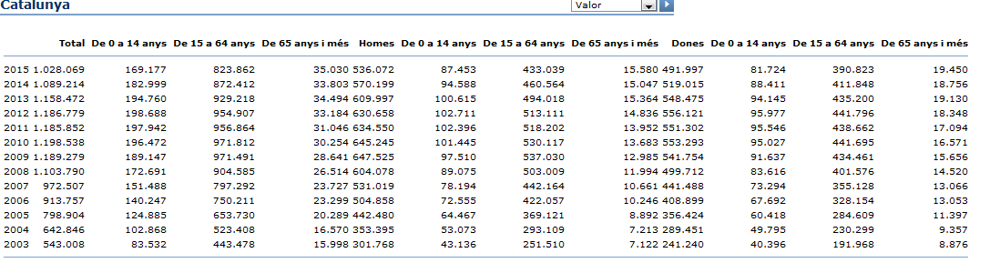 Catalunya Valor
Total De 0 a 14 anys De 15 a 64 anys De 65 anys i més Homes De 0 a 14 anys De 15 a 64 anys De 65 anys i més Dones De 0 a 14 anys De 15 a 64 anys De 65 anys i més
2015 1.028.069 169.177 823.862 35.030 536.072 87.453 433.039 15.580 491.997 81.724 390.823 19.450
2014 1.089.214 182.999 872.412 33.803 570.199 94.588 460.564 15.047 519.015 88.411 411.848 18.756
2013 1.158.472 194.760 929.218 34.494 609.997 100.615 494.018 15.364 548.475 94.145 435.200 19.130
2012 1.186.779 198.688 954.907 33.184 630.658 102.711 513.111 14.836 556.121 95.977 441.796 18.348
2011 1.185.852 197.942 956.864 31.046 634.550 102.396 518.202 13.952 551.302 95.546 438.662 17.094
2010 1.198.538 196.472 971.812 30.254 645.245 101.445 530.117 13.683 553.293 95.027 441.695 16.571
2009 1.189.279 189.147 971.491 28.641 647.525 97.510 537.030 12.985 541.754 91.637 434.461 15.656
2008 1.103.790 172.691 904.585 26.514 604.078 89.075 503.009 11.994 499.712 83.616 401.576 14.520
2007 972.507 151.488 797.292 23.727 531.019 78.194 442.164 10.661 441.488 73.294 355.128 13.066
2006 913.757 140.247 750.211 23.299 504.858 72.555 422.057 10.246 408.899 67.692 328.154 13.053
2005 798.904 124.885 653.730 20.289 442.480 64.467 369.121 8.892 356.424 60.418 284.609 11.397
2004 642.846 102.868 523.408 16.570 353.395 53.073 293.109 7.213 289.451 49.795 230.299 9.357
2003 543.008 83.532 443.478 15.998 301.768 43.136 251.510 7.122 241.240 40.396 191.968 8.876